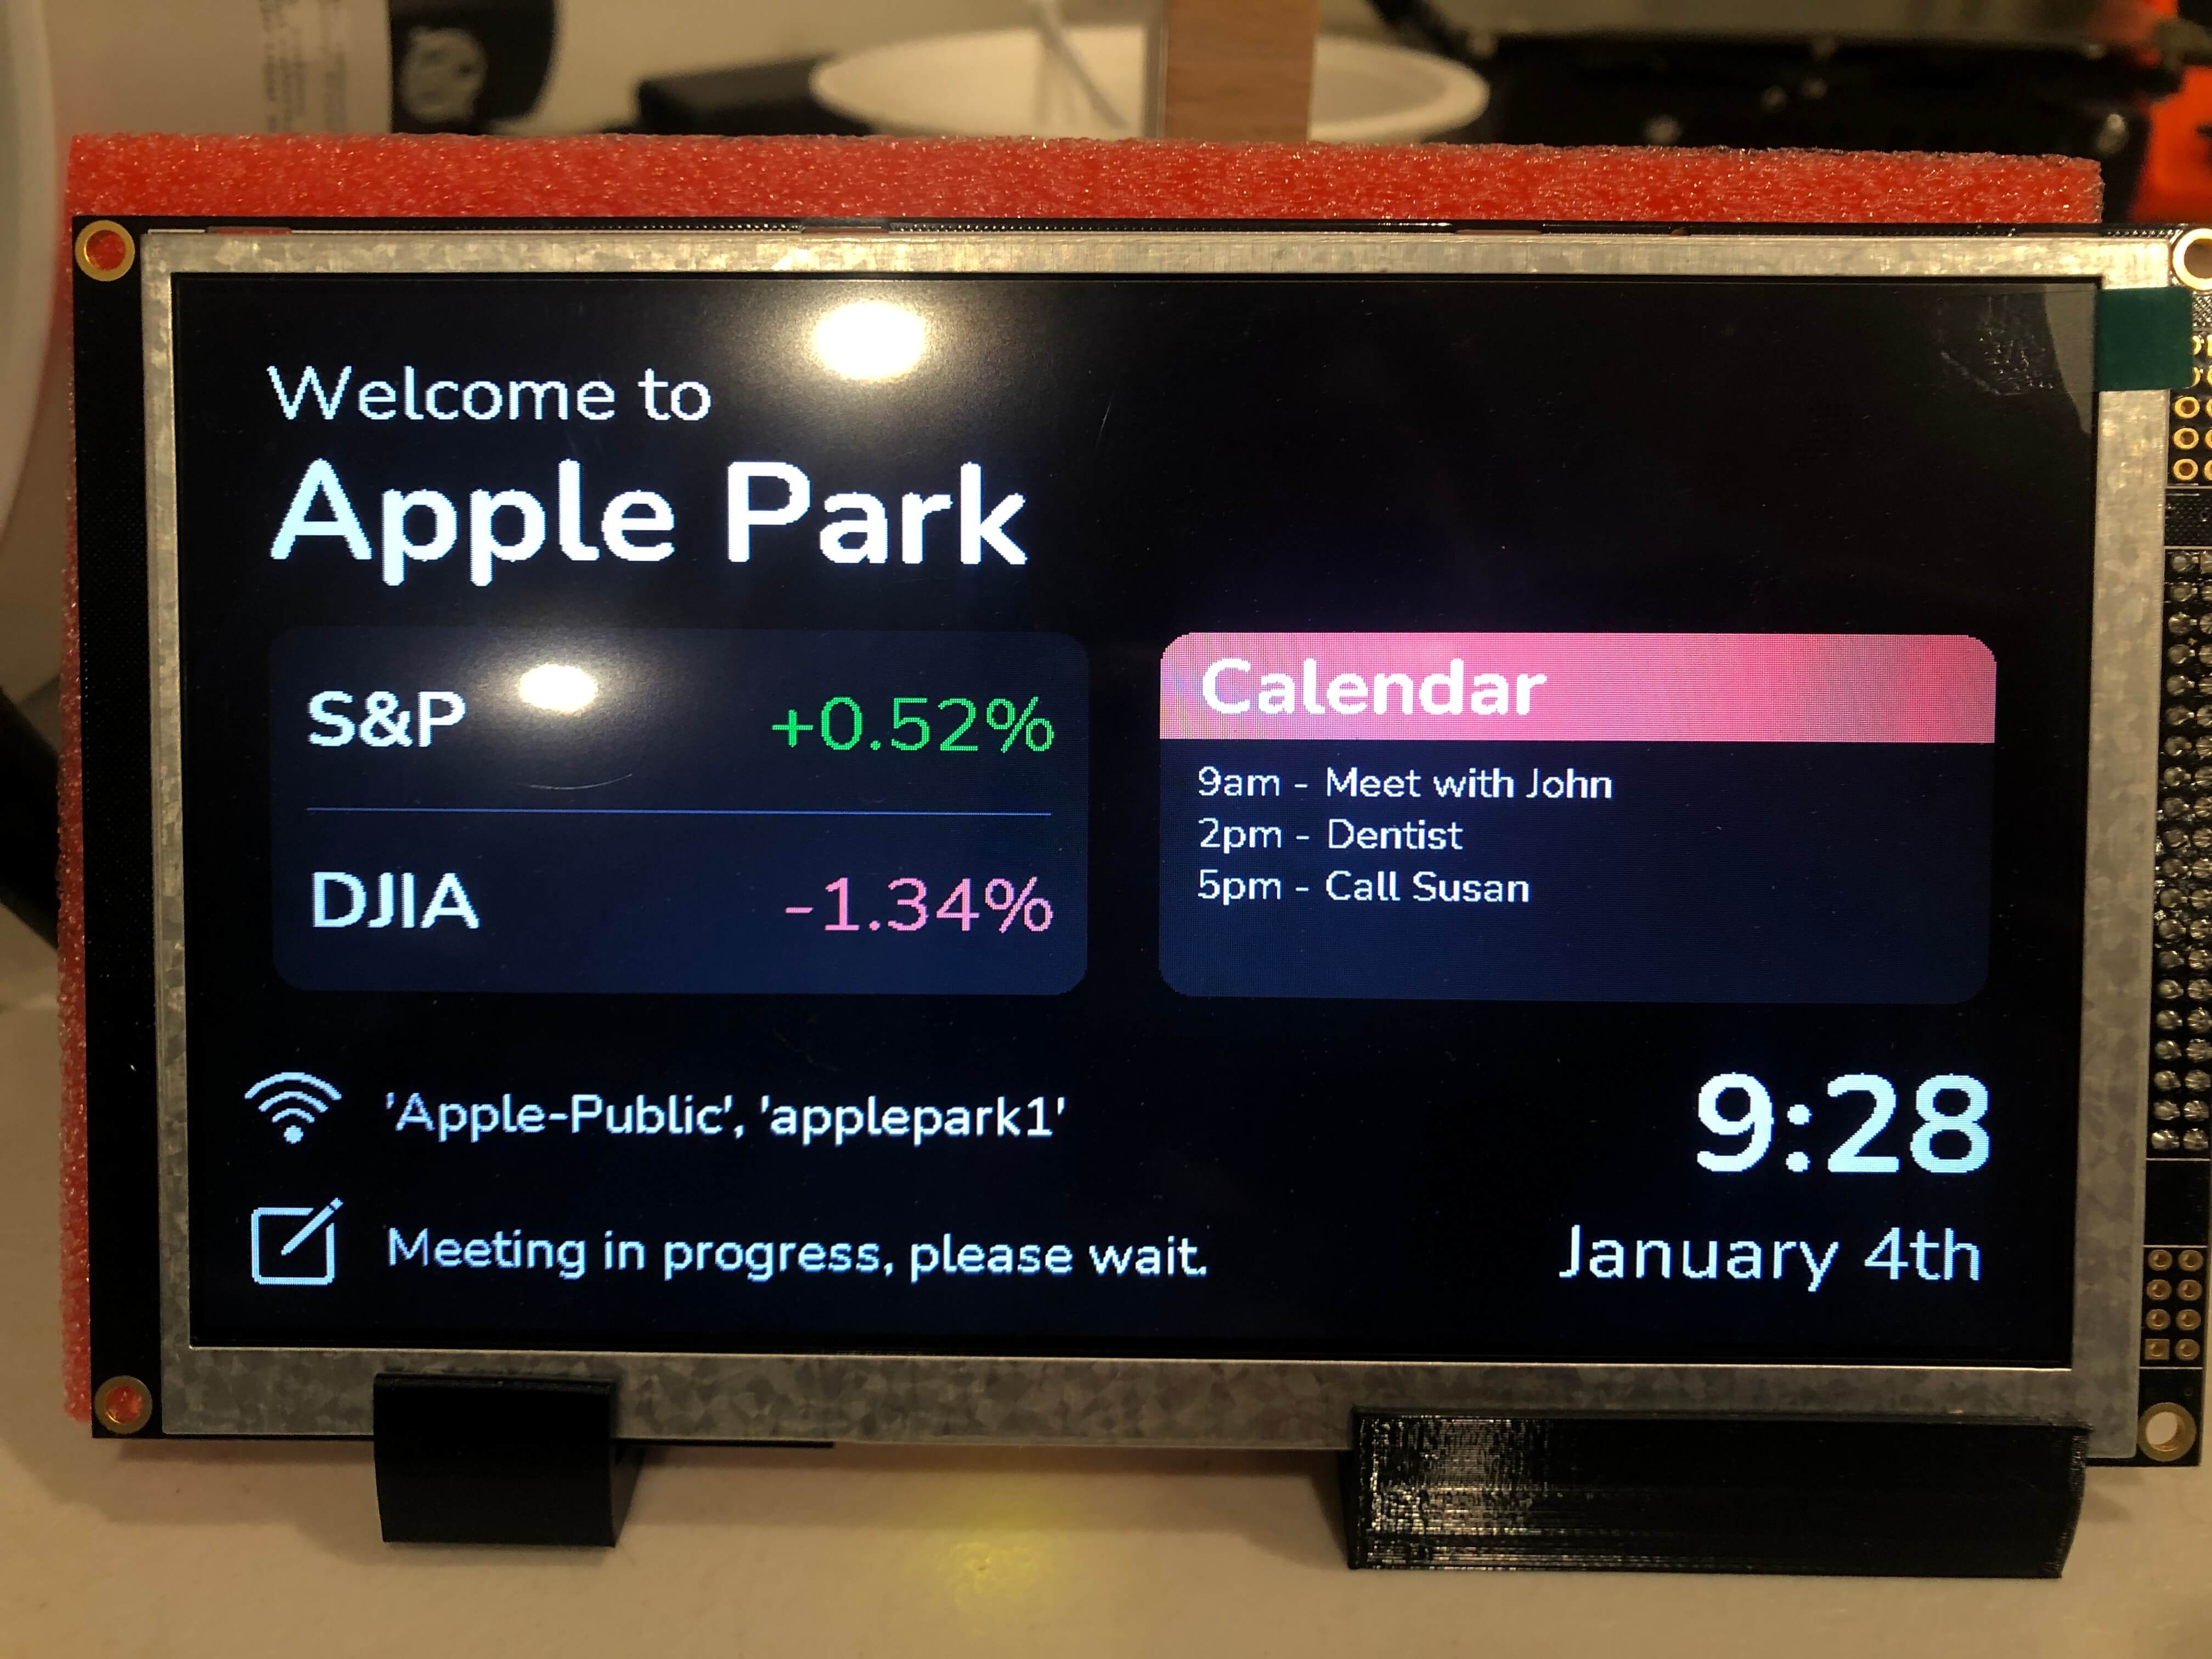 Welcome to
Apple Park
S&P +0.52%
DJIA -1.34%
Calendar
9am - Meet with John
2pm - Dentist
5pm - Call Susan
'Apple-Public', 'applepark1'
Meeting in progress, please wait.
9:28
January 4th